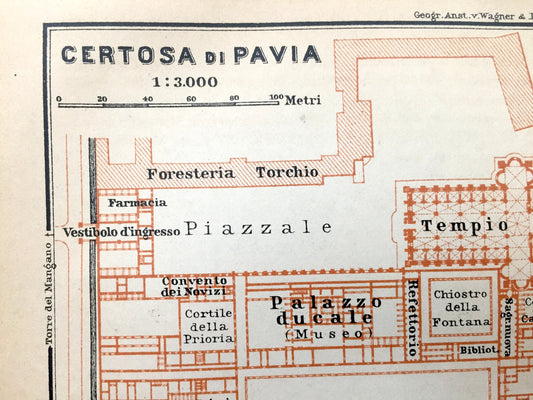 Geogr. Anst. v. Wagner &
CERTOSA DI PAVIA
1:3.000
0 20 40 60 80 100 Metri
Foresteria Torchio
Farmacia
Vestibolo d'ingresso
Piazzale
Tempio
Torre del Mangano
Convento
dei Novizi
Cortile
della
Prioria
Palazzo
ducale
(Museo)
Refettorio
Chiostro
della
Fontana
Bibliot.
Sagr. nuova